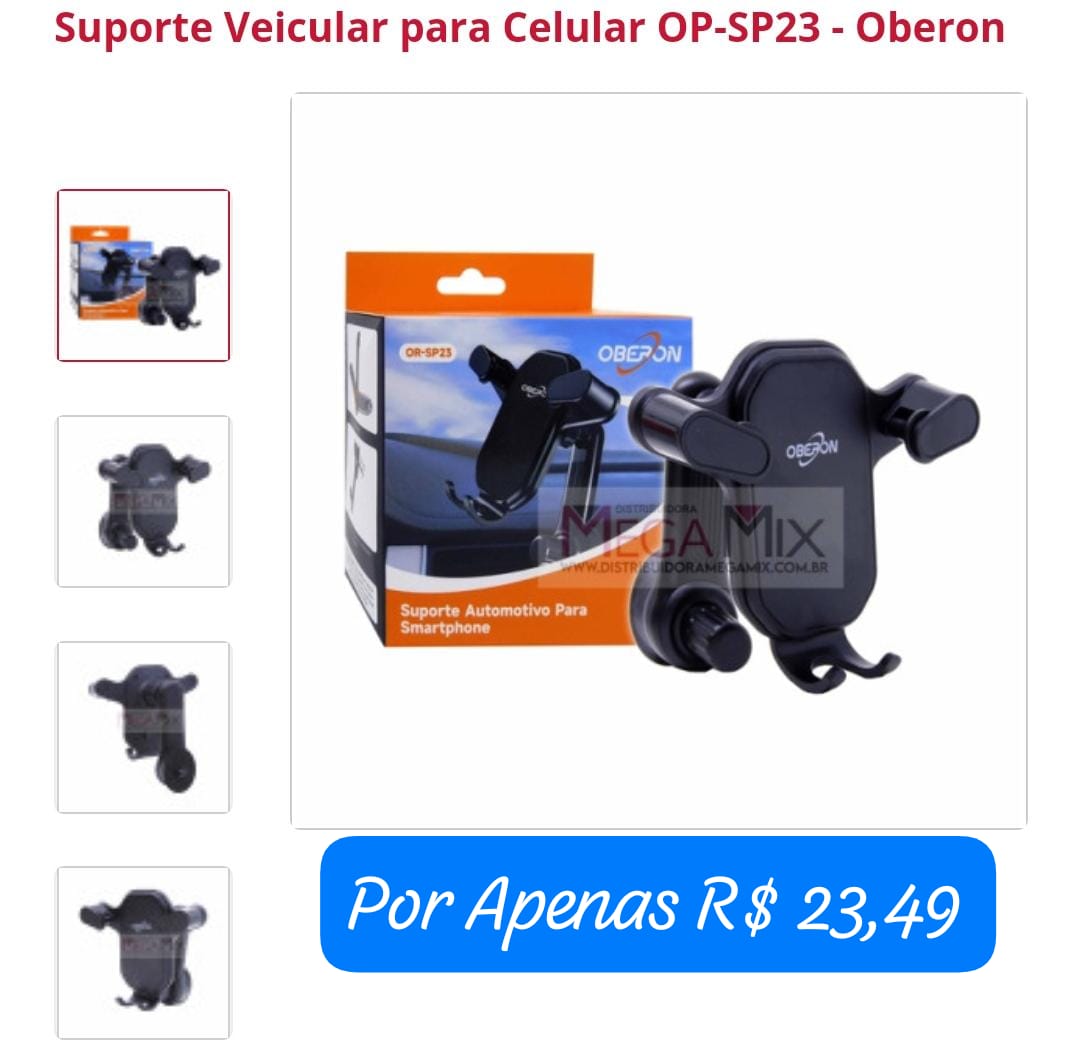 Suporte Veicular para Celular OP-SP23 - Oberon
OR-SP23
OBERON
OBERON
OBERON
DISTRIBUIDORA
MEGA MIX
WWW.DISTRIBUIDORAMEGAMIX.COM.BR
Suporte Automotivo Para
Smartphone
Por Apenas R$ 23,49